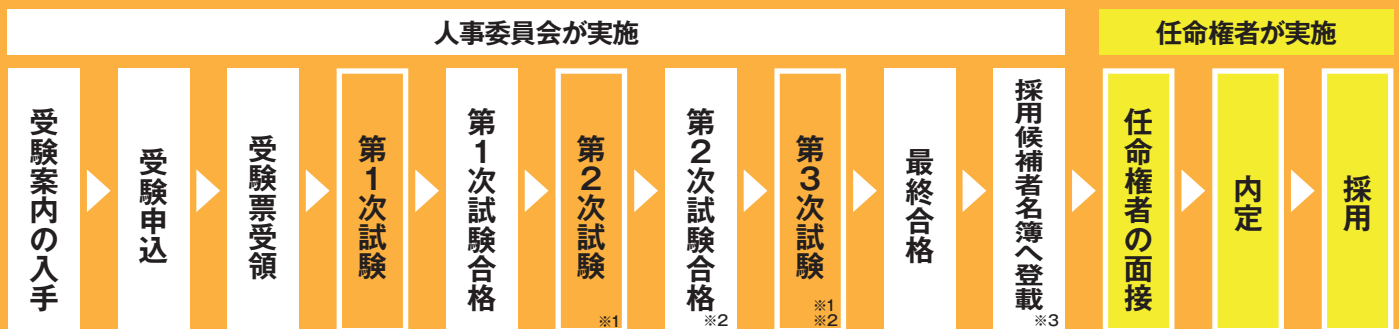 人事委員会が実施
任命権者が実施
受験案内の入手
受験申込
受験票受領
第1次試験
第1次試験合格
第2次試験
※1
第2次試験合格
※2
第3次試験
※1
※2
最終合格
採用候補者名簿へ登載
※3
任命権者の面接
内定
採用